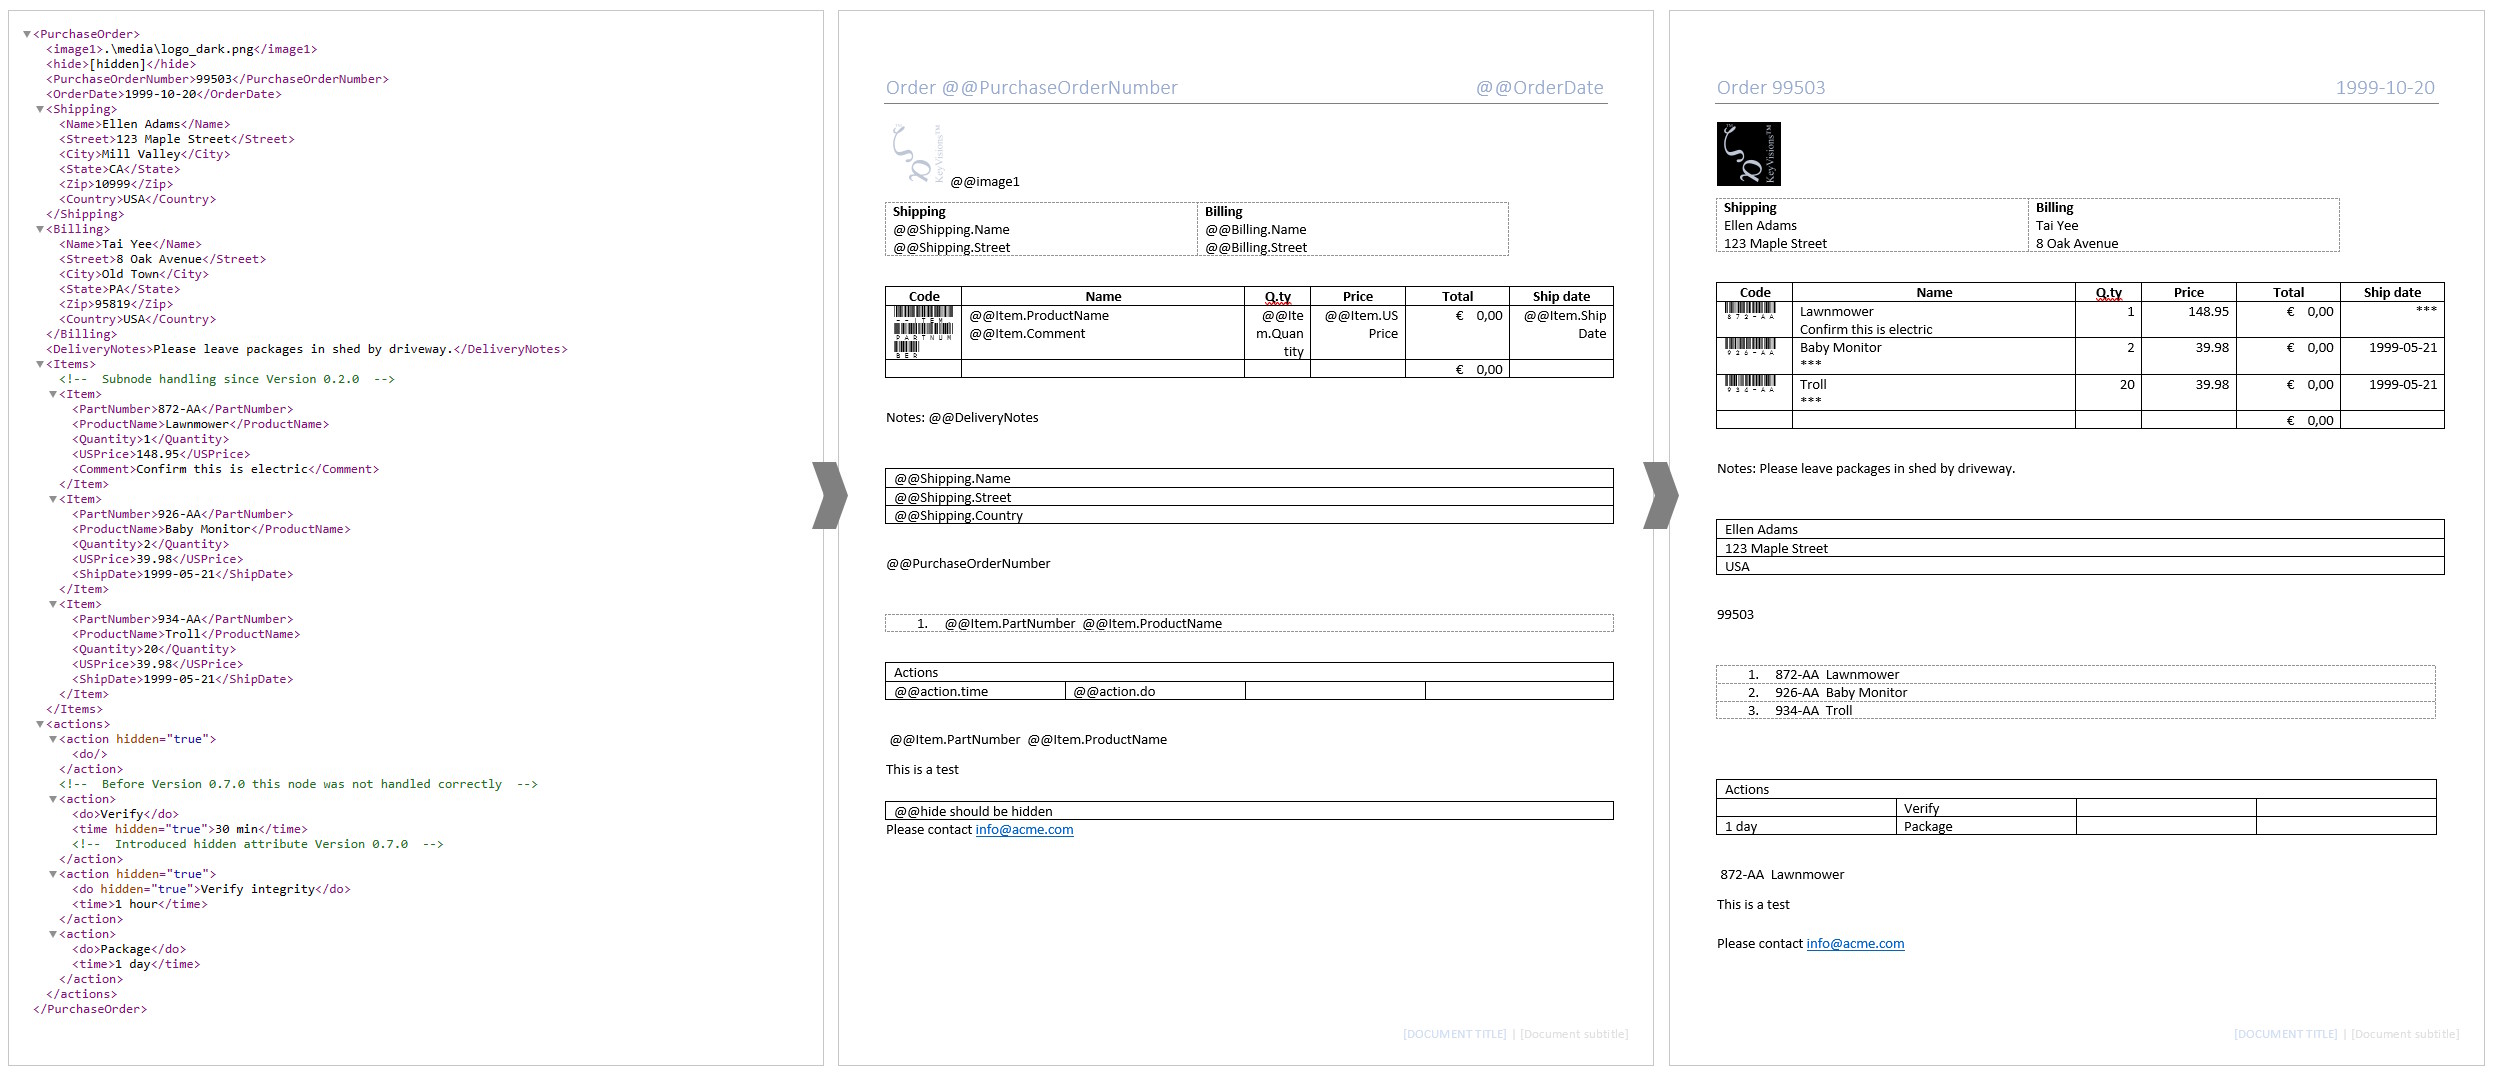 <PurchaseOrder>
<image1>.\media\logo_dark.png</image1>
<hide>[hidden]</hide>
<PurchaseOrderNumber>99503</PurchaseOrderNumber>
<OrderDate>1999-10-20</OrderDate>
<Shipping>
<Name>Ellen Adams</Name>
<Street>123 Maple Street</Street>
<City>Mill Valley</City>
<State>CA</State>
<Zip>10999</Zip>
<Country>USA</Country>
</Shipping>
<Billing>
<Name>Tai Yee</Name>
<Street>8 Oak Avenue</Street>
<City>Old Town</City>
<State>PA</State>
<Zip>95819</Zip>
<Country>USA</Country>
</Billing>
<DeliveryNotes>Please leave packages in shed by driveway.</DeliveryNotes>
<Items>
<!-- Subnode handling since Version 0.2.0 -->
<Item>
<PartNumber>872-AA</PartNumber>
<ProductName>Lawnmower</ProductName>
<Quantity>1</Quantity>
<USPrice>148.95</USPrice>
<Comment>Confirm this is electric</Comment>
</Item>
<Item>
<PartNumber>926-AA</PartNumber>
<ProductName>Baby Monitor</ProductName>
<Quantity>2</Quantity>
<USPrice>39.98</USPrice>
<ShipDate>1999-05-21</ShipDate>
</Item>
<Item>
<PartNumber>934-AA</PartNumber>
<ProductName>Troll</ProductName>
<Quantity>20</Quantity>
<USPrice>39.98</USPrice>
<ShipDate>1999-05-21</ShipDate>
</Item>
</Items>
<actions>
<action hidden="true">
<do/>
</action>
<!-- Before Version 0.7.0 this node was not handled correctly -->
<action>
<do>Verify</do>
<time hidden="true">30 min</time>
<!-- Introduced hidden attribute Version 0.7.0 -->
</action>
<action hidden="true">
<do hidden="true">Verify integrity</do>
<time>1 hour</time>
</action>
<action>
<do>Package</do>
<time>1 day</time>
</action>
</actions>
</PurchaseOrder>
Order @@PurchaseOrderNumber @@OrderDate
KeyVisions™
@@image1
Shipping Billing
@@Shipping.Name @@Billing.Name
@@Shipping.Street @@Billing.Street
Code Name Q.ty Price Total Ship date
--ITEM @@Item.ProductName @@Ite @@Item.US € 0,00 @@Item.Ship
PARTNUM @@Item.Comment m.Quan Price Date
BER tity
€ 0,00
Notes: @@DeliveryNotes
@@Shipping.Name
@@Shipping.Street
@@Shipping.Country
@@PurchaseOrderNumber
1. @@Item.PartNumber @@Item.ProductName
Actions
@@action.time @@action.do
@@Item.PartNumber @@Item.ProductName
This is a test
@@hide should be hidden
Please contact info@acme.com
[DOCUMENT TITLE] | [Document subtitle]
Order 99503 1999-10-20
KeyVisions™
Shipping Billing
Ellen Adams Tai Yee
123 Maple Street 8 Oak Avenue
Code Name Q.ty Price Total Ship date
872-AA Lawnmower 1 148.95 € 0,00 ***
Confirm this is electric
926-AA Baby Monitor 2 39.98 € 0,00 1999-05-21
***
934-AA Troll 20 39.98 € 0,00 1999-05-21
***
€ 0,00
Notes: Please leave packages in shed by driveway.
Ellen Adams
123 Maple Street
USA
99503
1. 872-AA Lawnmower
2. 926-AA Baby Monitor
3. 934-AA Troll
Actions
Verify
1 day Package
872-AA Lawnmower
This is a test
Please contact info@acme.com
[DOCUMENT TITLE] | [Document subtitle]